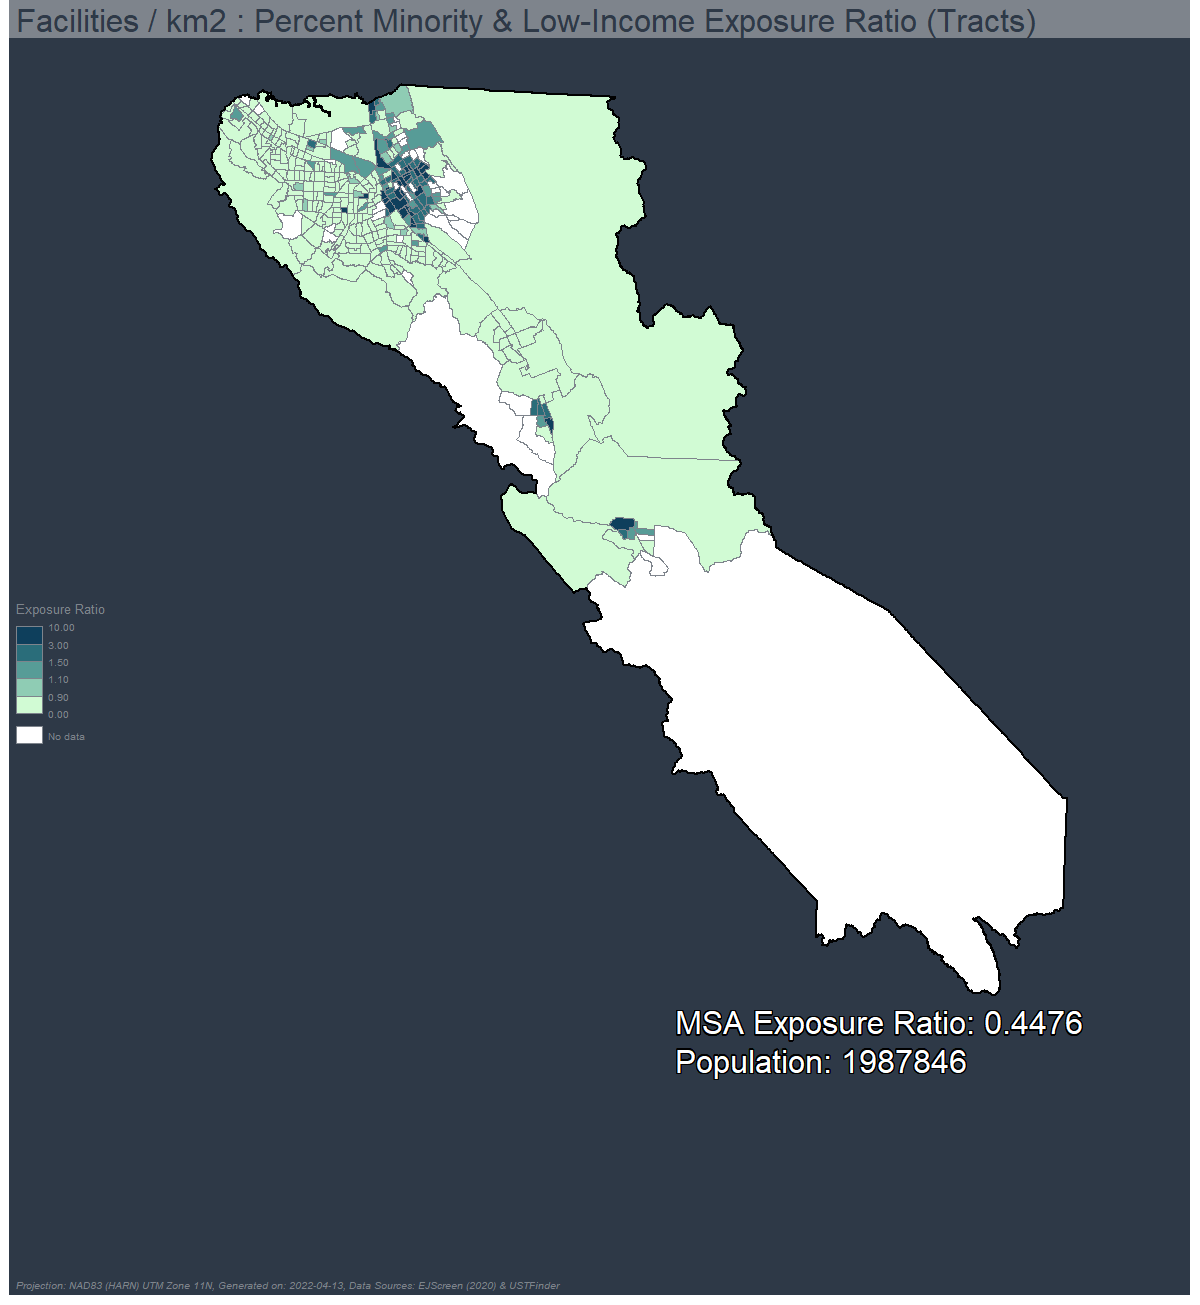 Facilities / km2 : Percent Minority & Low-Income Exposure Ratio (Tracts)
Exposure Ratio
10.00
3.00
1.50
1.10
0.90
0.00
No data
MSA Exposure Ratio: 0.4476
Population: 1987846
Projection: NAD83 (HARN) UTM Zone 11N, Generated on: 2022-04-13, Data Sources: EJScreen (2020) & USTFinder